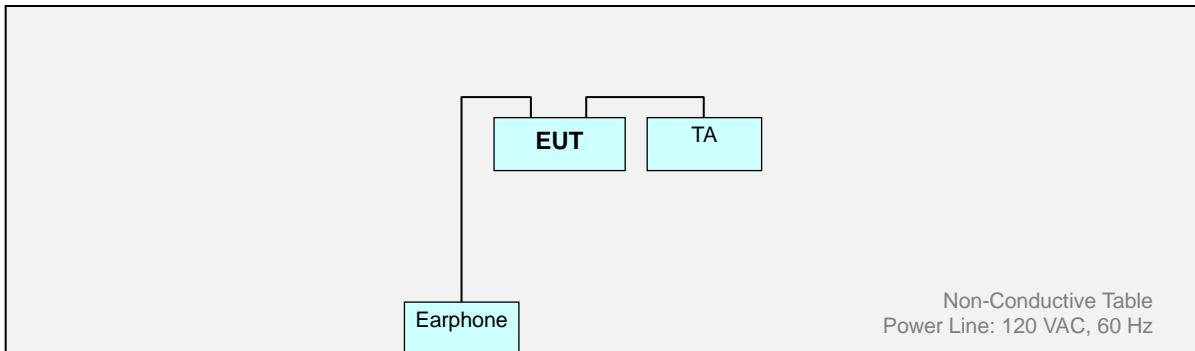 EUT
TA
Earphone
Non-Conductive Table
Power Line: 120 VAC, 60 Hz